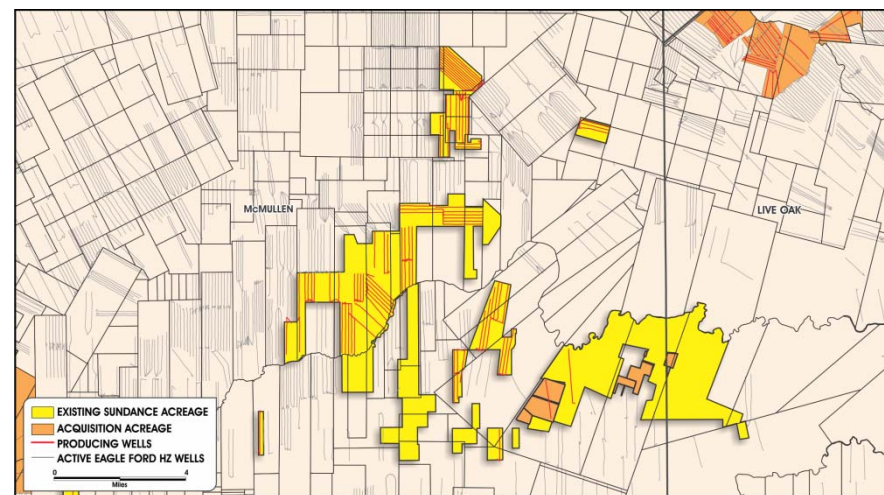 McMULLEN
LIVE OAK
EXISTING SUNDANCE ACREAGE
ACQUISITION ACREAGE
PRODUCING WELLS
ACTIVE EAGLE FORD HZ WELLS
0 4
Miles